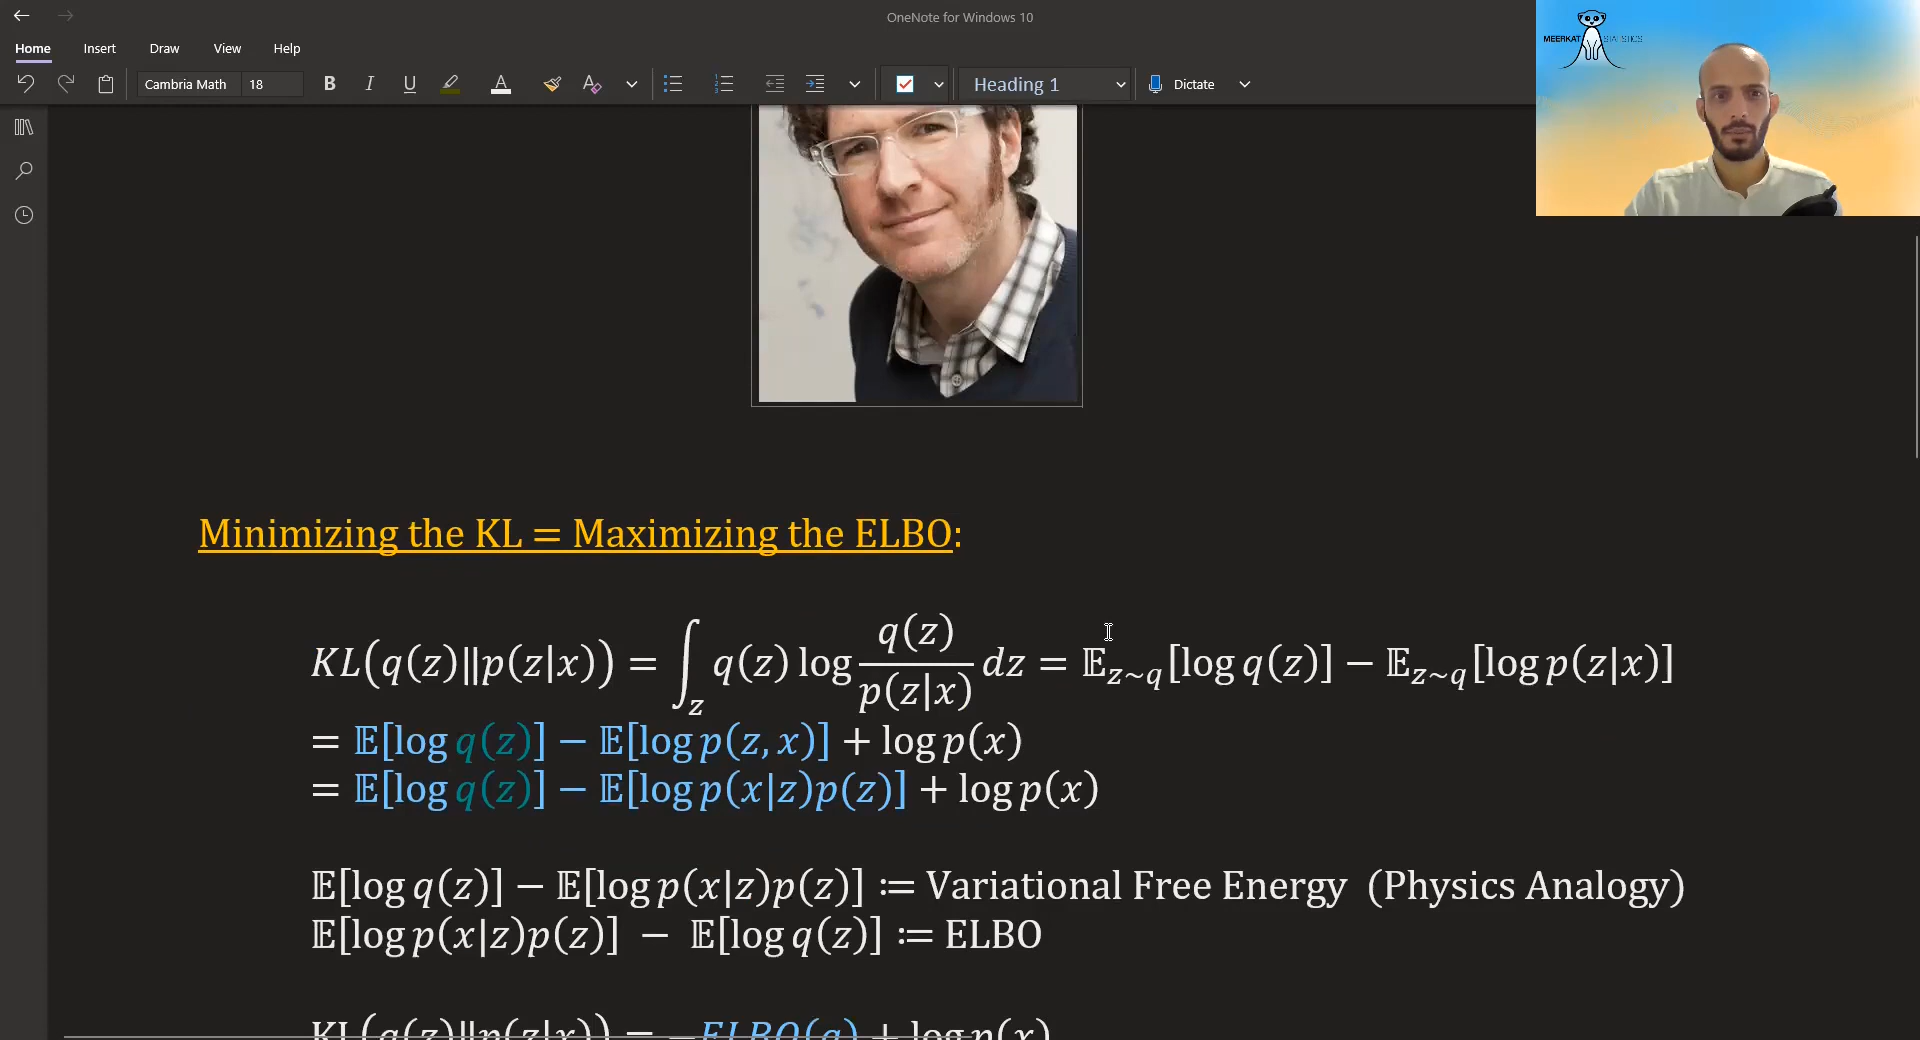 OneNote for Windows 10
MEERKAT STATISTICS
Home Insert Draw View Help
Cambria Math 18 B I U A A Heading 1 Dictate
Minimizing the KL = Maximizing the ELBO:
KL(q(z)‖p(z|x)) = ∫_z q(z) log q(z)/p(z|x) dz = 𝔼_{z~q}[log q(z)] − 𝔼_{z~q}[log p(z|x)]
= 𝔼[log q(z)] − 𝔼[log p(z, x)] + log p(x)
= 𝔼[log q(z)] − 𝔼[log p(x|z)p(z)] + log p(x)
𝔼[log q(z)] − 𝔼[log p(x|z)p(z)] ≔ Variational Free Energy (Physics Analogy)
𝔼[log p(x|z)p(z)] − 𝔼[log q(z)] ≔ ELBO
KL(q(z)‖p(z|x)) = −ELBO(q) + log p(x)